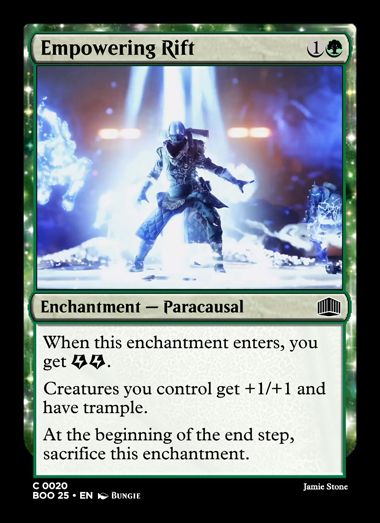 Empowering Rift 1
Enchantment — Paracausal
When this enchantment enters, you
get .
Creatures you control get +1/+1 and
have trample.
At the beginning of the end step,
sacrifice this enchantment.
C 0020
BOO 25 • EN Bungie
Jamie Stone